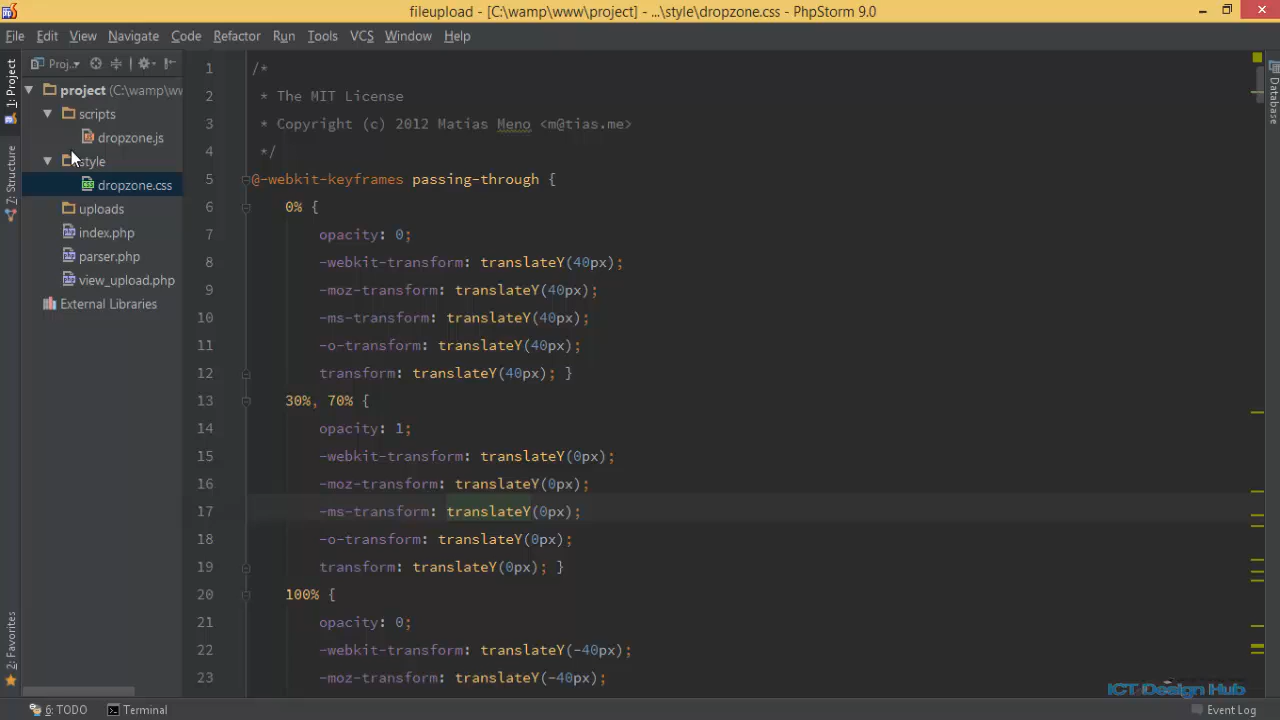 fileupload - [C:\wamp\www\project] - ...\style\dropzone.css - PhpStorm 9.0
File Edit View Navigate Code Refactor Run Tools VCS Window Help
1: Project
Z: Structure
2: Favorites
Proj...
project (C:\wamp\ww
scripts
dropzone.js
style
dropzone.css
uploads
index.php
parser.php
view_upload.php
External Libraries
1 /*
2 * The MIT License
3 * Copyright (c) 2012 Matias Meno <m@tias.me>
4 */
5 @-webkit-keyframes passing-through {
6 0% {
7 opacity: 0;
8 -webkit-transform: translateY(40px);
9 -moz-transform: translateY(40px);
10 -ms-transform: translateY(40px);
11 -o-transform: translateY(40px);
12 transform: translateY(40px); }
13 30%, 70% {
14 opacity: 1;
15 -webkit-transform: translateY(0px);
16 -moz-transform: translateY(0px);
17 -ms-transform: translateY(0px);
18 -o-transform: translateY(0px);
19 transform: translateY(0px); }
20 100% {
21 opacity: 0;
22 -webkit-transform: translateY(-40px);
23 -moz-transform: translateY(-40px);
Database
ICT Design Hub
6: TODO Terminal Event Log